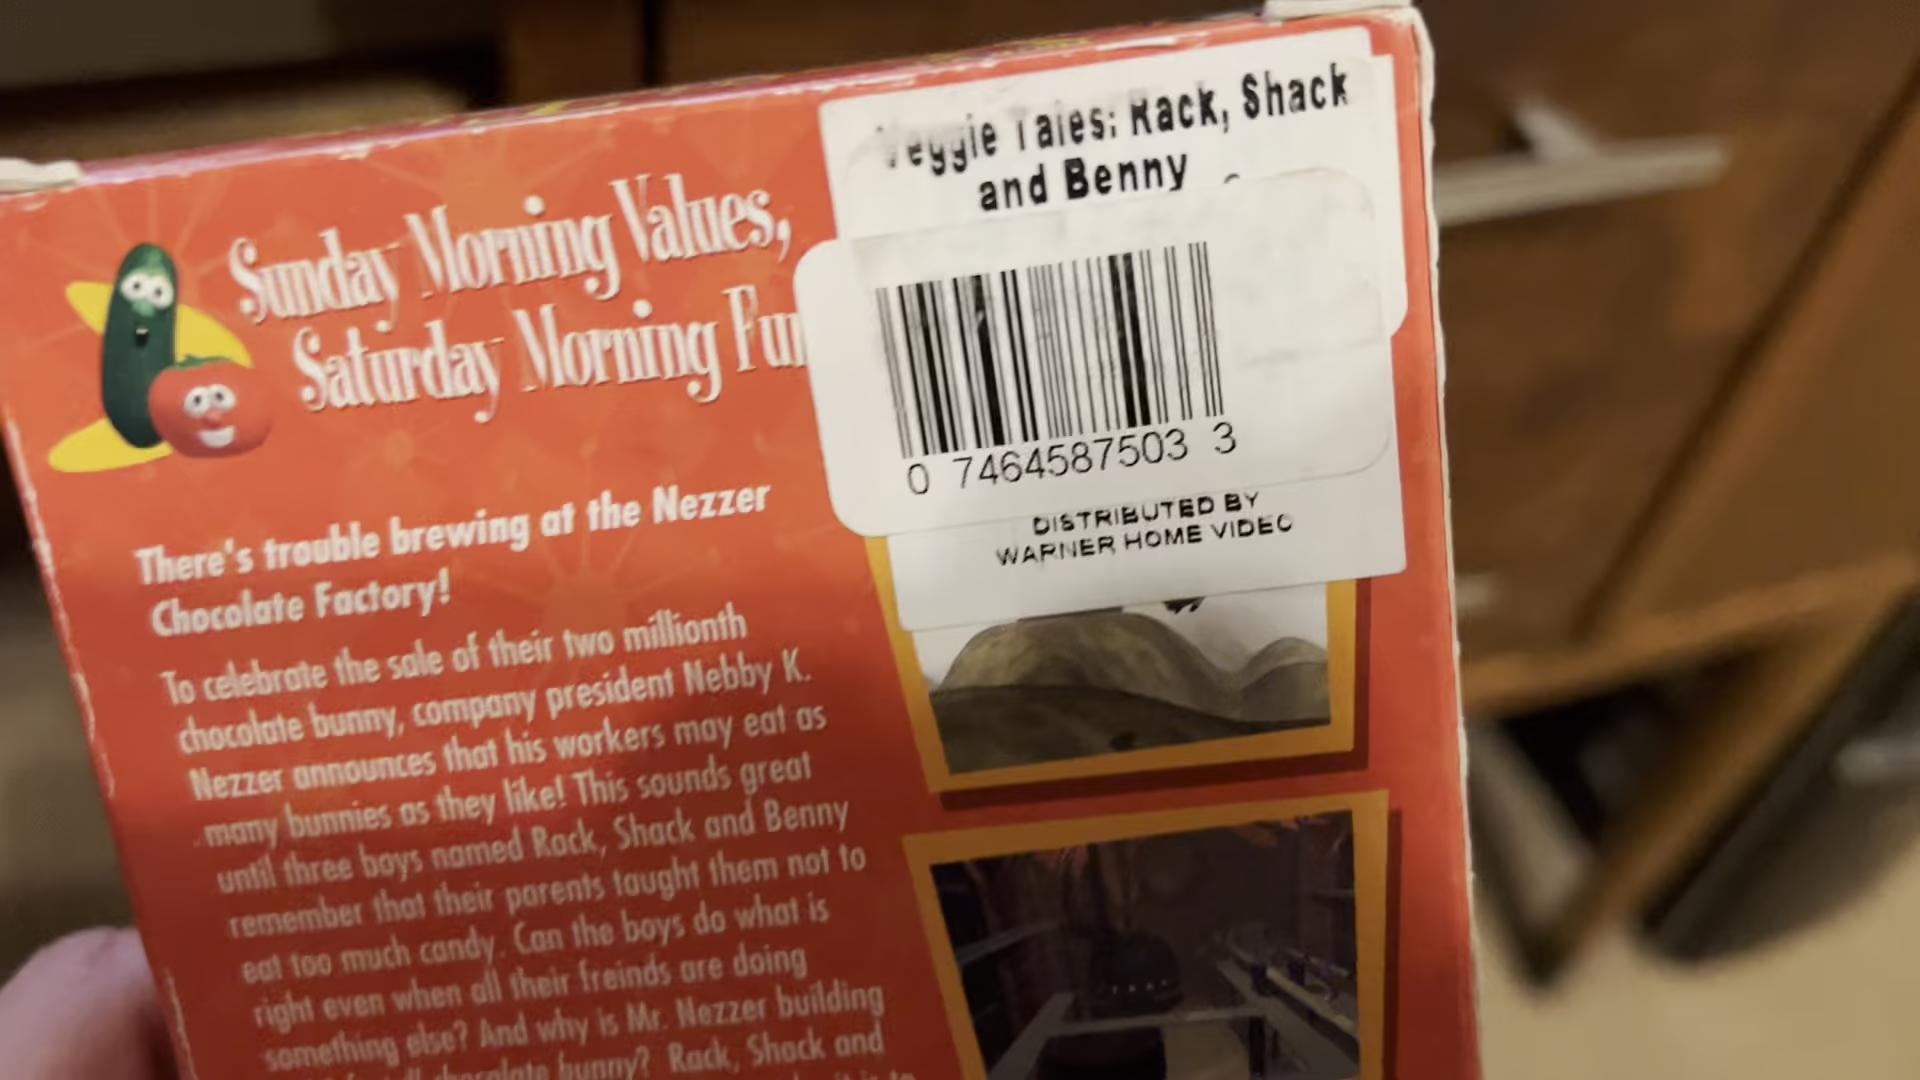 Veggie Tales: Rack, Shack
and Benny
Sunday Morning Values,
Saturday Morning Fun
0 7464587503 3
DISTRIBUTED BY
WARNER HOME VIDEO
There's trouble brewing at the Nezzer
Chocolate Factory!
To celebrate the sale of their two millionth
chocolate bunny, company president Nebby K.
Nezzer announces that his workers may eat as
many bunnies as they like! This sounds great
until three boys named Rack, Shack and Benny
remember that their parents taught them not to
eat too much candy. Can the boys do what is
right even when all their freinds are doing
something else? And why is Mr. Nezzer building
chocolate bunny? Rack, Shack and